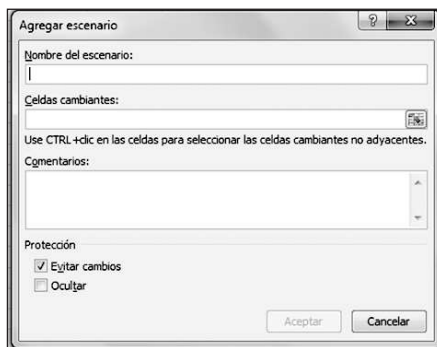 Agregar escenario
Nombre del escenario:
Celdas cambiantes:
Use CTRL+clic en las celdas para seleccionar las celdas cambiantes no adyacentes.
Comentarios:
Protección
Evitar cambios
Ocultar
Aceptar Cancelar